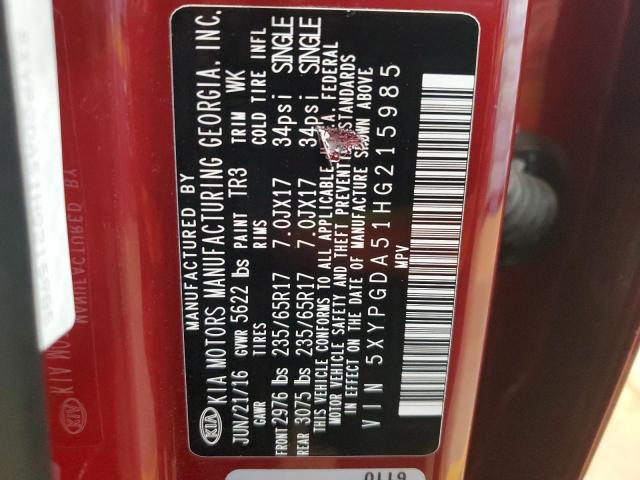 MANUFACTURED BY
KIA KIA MOTORS MANUFACTURING GEORGIA, INC.
JUN/21/16 GVWR 5622 lbs PAINT TR3 TRIM WK
GAWR TIRES RIMS COLD TIRE INFL
FRONT 2976 lbs 235/65R17 7.0JX17 34psi SINGLE
REAR 3075 lbs 235/65R17 7.0JX17 34psi SINGLE
THIS VEHICLE CONFORMS TO ALL APPLICABLE FEDERAL
MOTOR VEHICLE SAFETY AND THEFT PREVENT STANDARDS
IN EFFECT ON THE DATE OF MANUFACTURE SHOWN ABOVE
VIN 5XYPGDA51HG215985
MPV